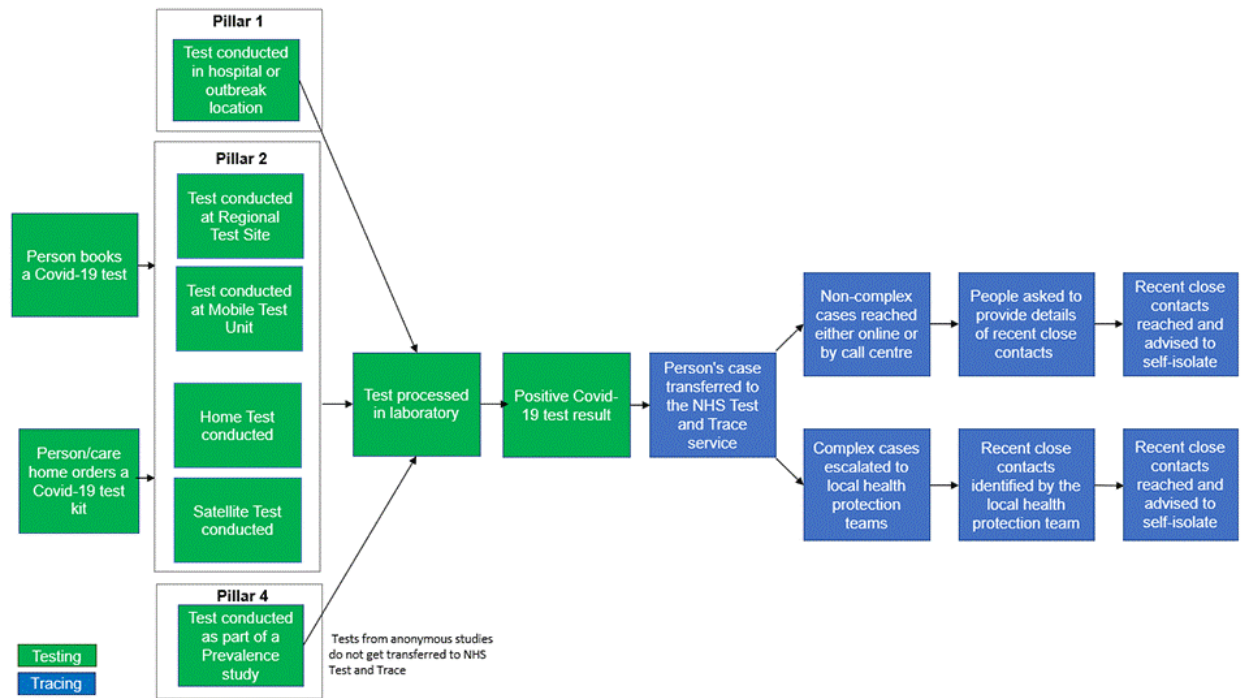 Pillar 1
Test conducted
in hospital or
outbreak
location
Pillar 2
Test conducted
at Regional
Test Site
Test conducted
at Mobile Test
Unit
Home Test
conducted
Satellite Test
conducted
Person books
a Covid-19 test
Person/care
home orders a
Covid-19 test
kit
Pillar 4
Test conducted
as part of a
Prevalence
study
Tests from anonymous studies
do not get transferred to NHS
Test and Trace
Test processed
in laboratory
Positive Covid-
19 test result
Person's case
transferred to
the NHS Test
and Trace
service
Non-complex
cases reached
either online or
by call centre
People asked to
provide details
of recent close
contacts
Recent close
contacts
reached and
advised to
self-isolate
Complex cases
escalated to
local health
protection
teams
Recent close
contacts
identified by the
local health
protection team
Recent close
contacts
reached and
advised to
self-isolate
Testing
Tracing